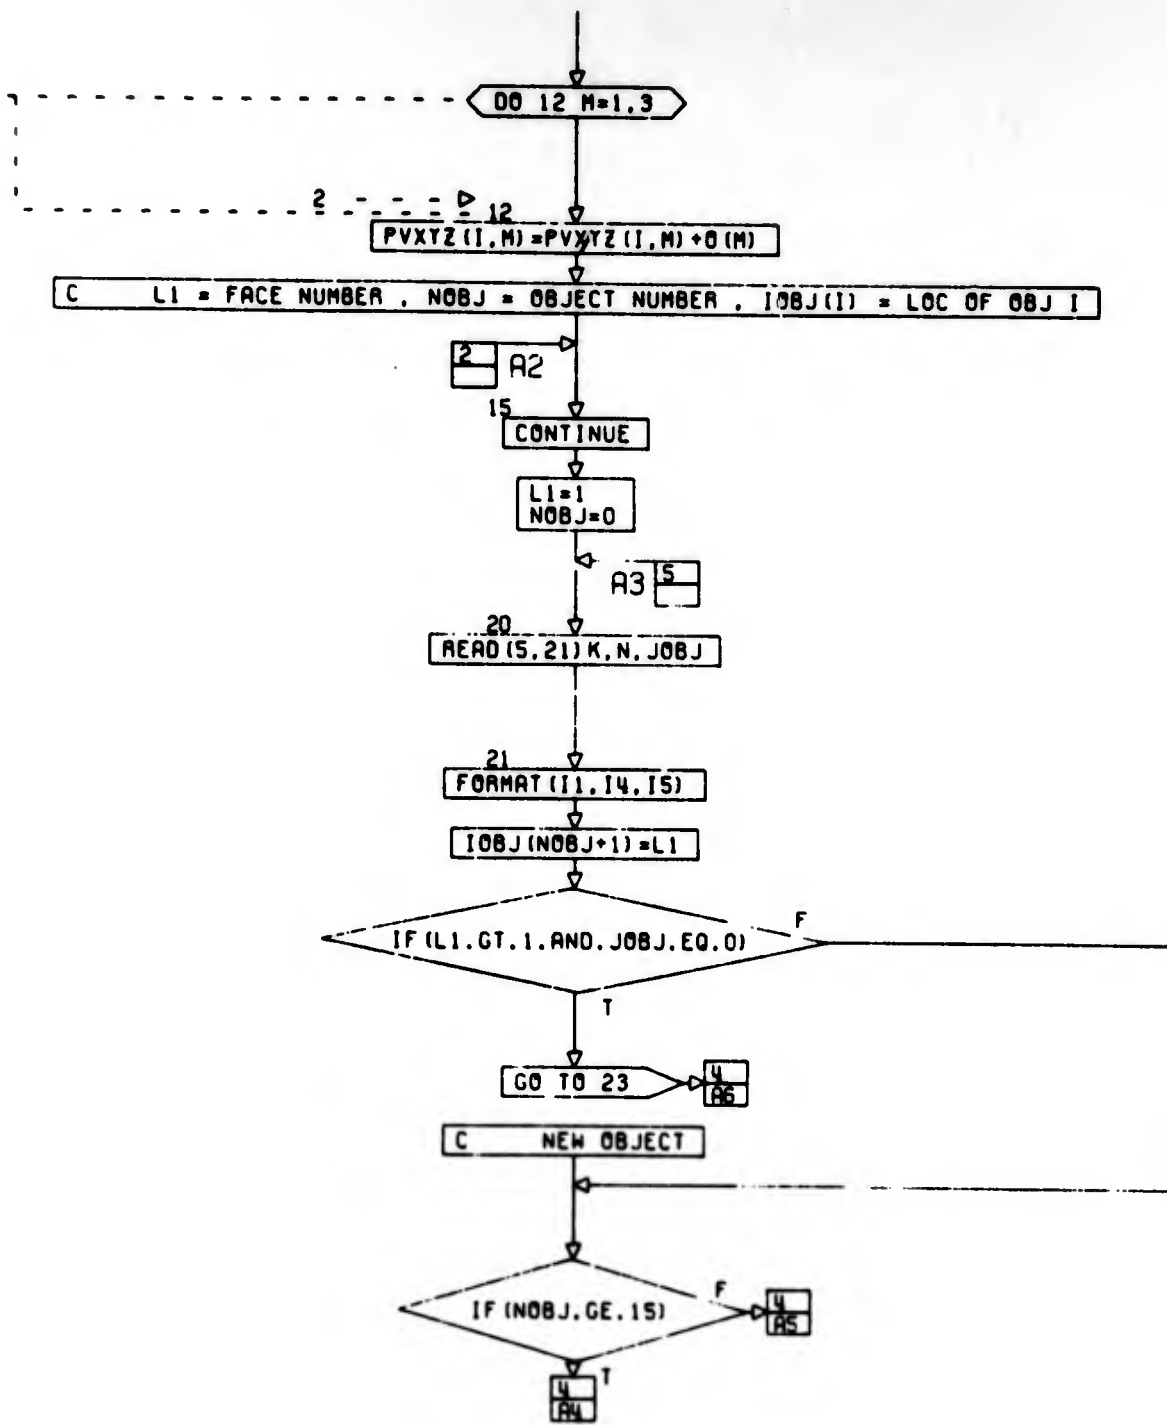 DO 12 M=1,3
2
12
PVXYZ(I,M)=PVXYZ(I,M)+O(M)
C L1 = FACE NUMBER , NOBJ = OBJECT NUMBER , IOBJ(I) = LOC OF OBJ I
2
A2
15
CONTINUE
L1=1
NOBJ=0
A3
5
20
READ(5,21)K,N,JOBJ
21
FORMAT(I1,I4,I5)
IOBJ(NOBJ+1)=L1
IF(L1.GT.1.AND.JOBJ.EQ.0)
F
T
GO TO 23
4
A6
C NEW OBJECT
IF(NOBJ.GE.15)
F
4
A5
T
4
A4